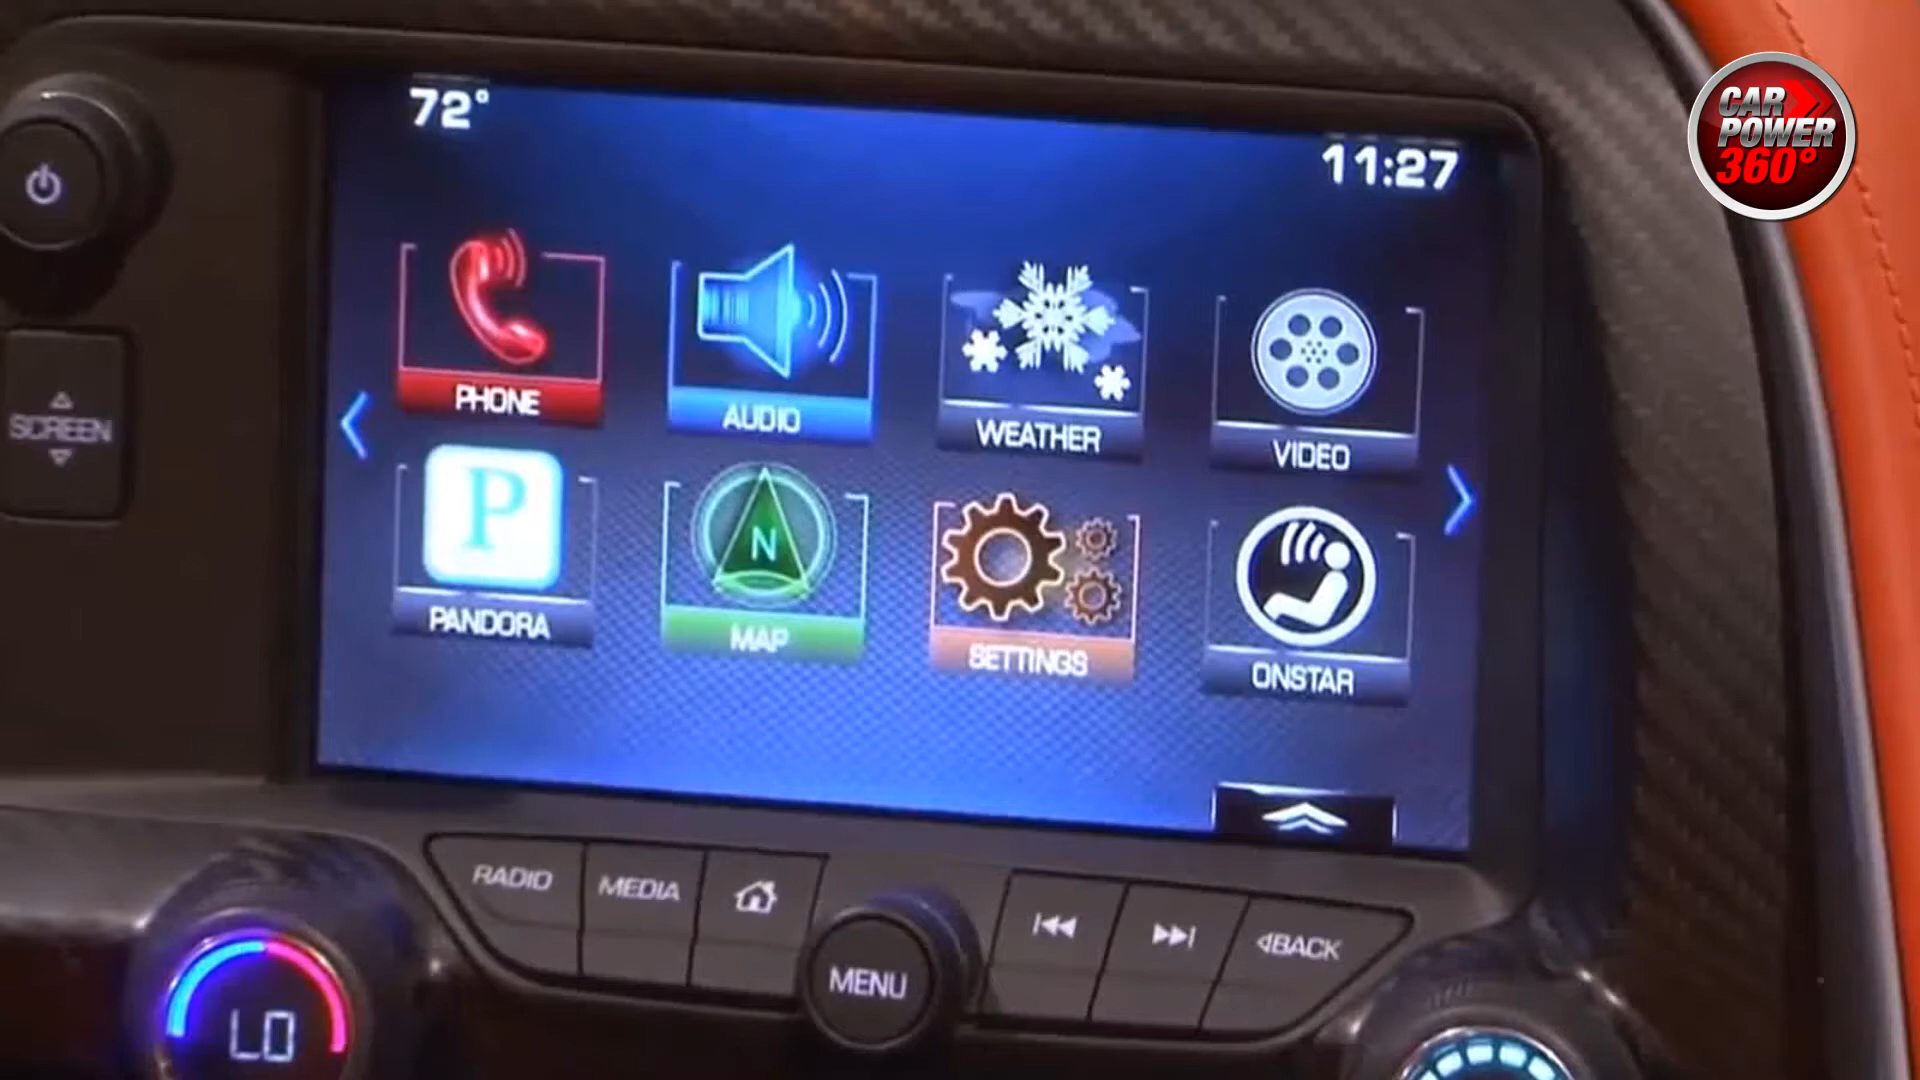 72°
11:27
CAR
POWER
360°
PHONE
AUDIO
WEATHER
VIDEO
SCREEN
P
N
PANDORA
MAP
SETTINGS
ONSTAR
RADIO
MEDIA
MENU
BACK
LO